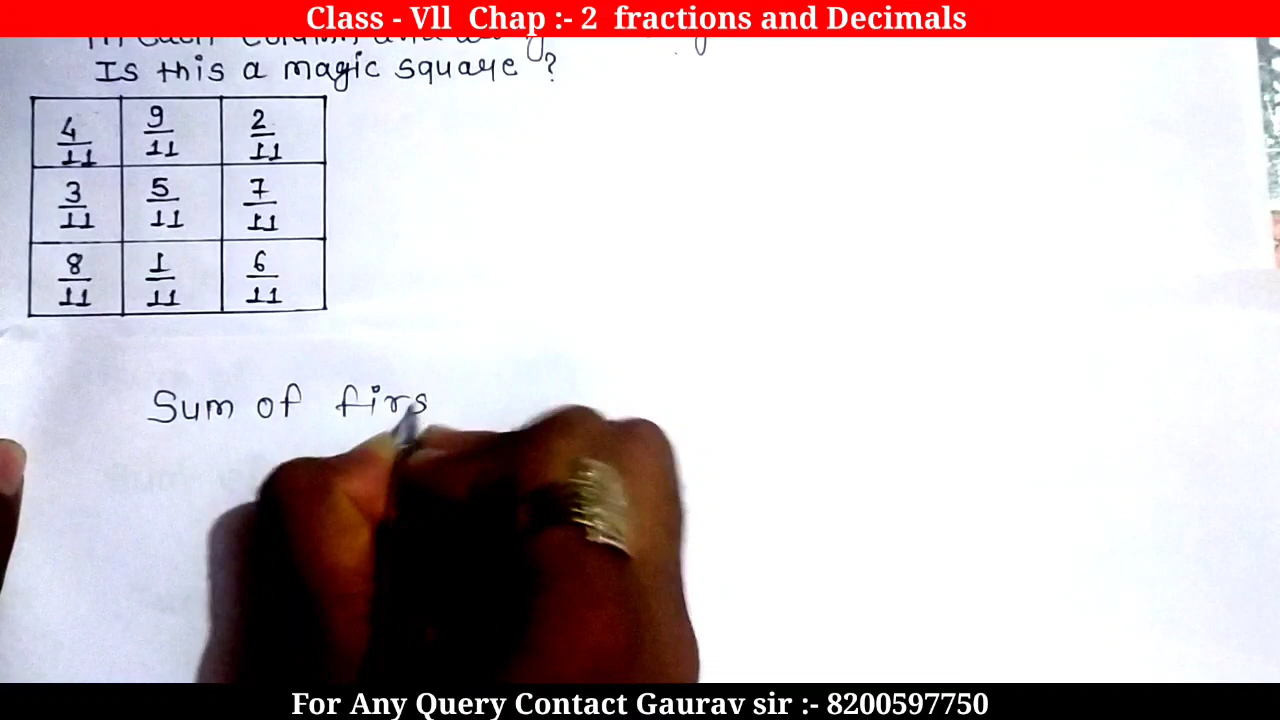 Class - Vll Chap :- 2 fractions and Decimals
Is this a magic square ?
4/11 9/11 2/11
3/11 5/11 7/11
8/11 1/11 6/11
Sum of firs
For Any Query Contact Gaurav sir :- 8200597750